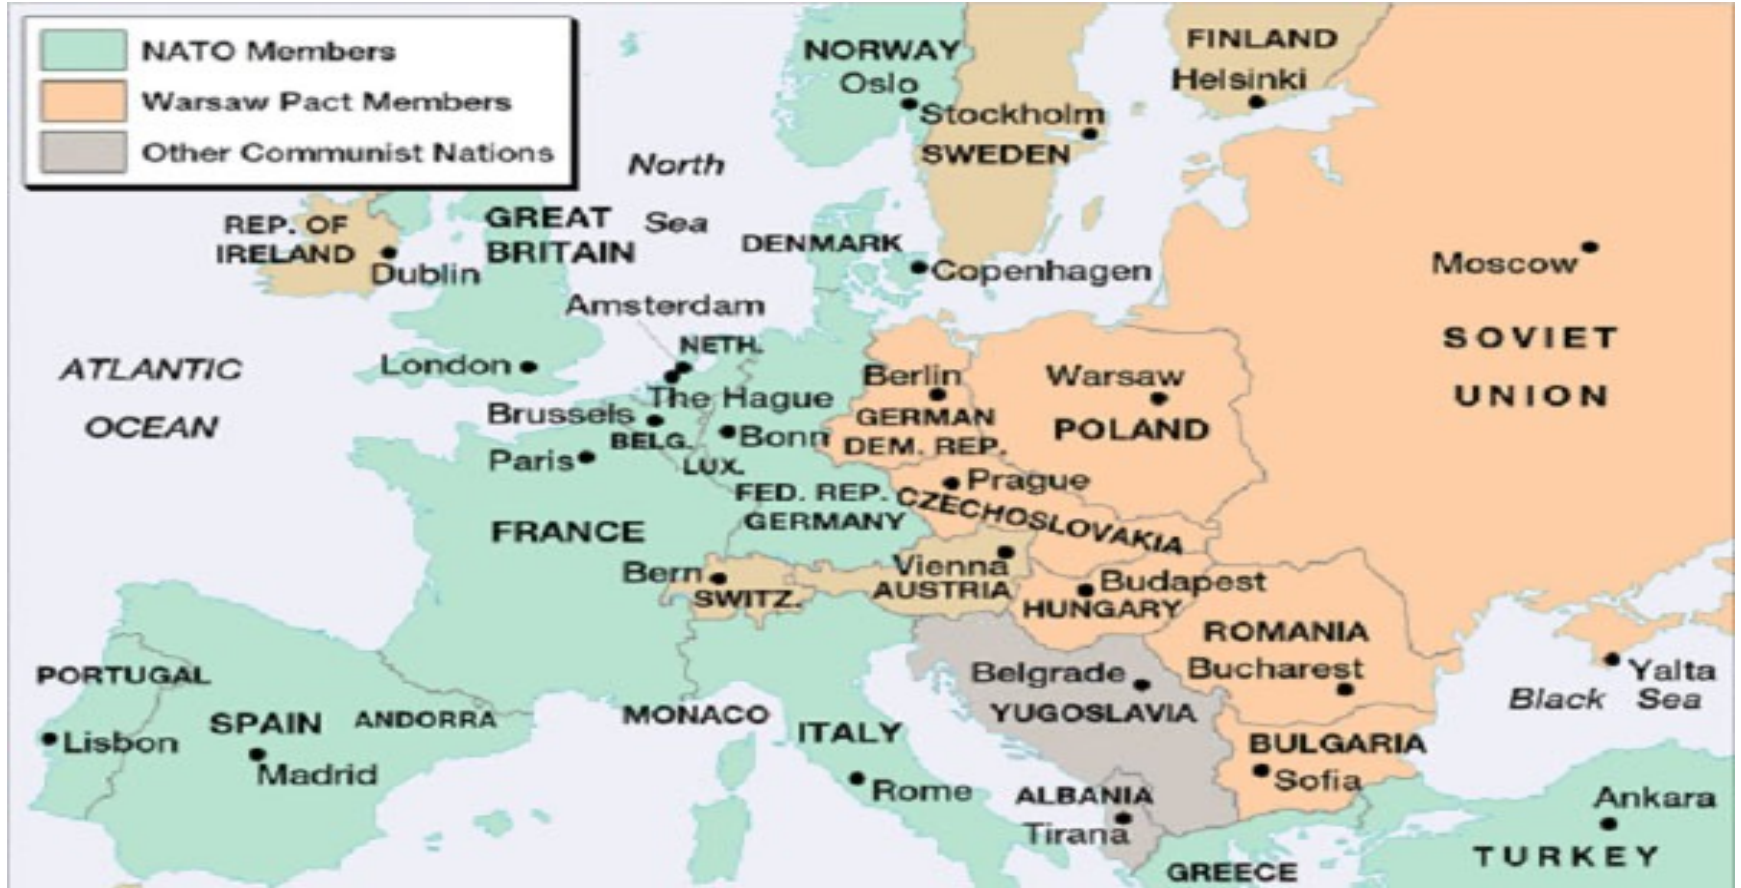 NATO Members
Warsaw Pact Members
Other Communist Nations
NORWAY
Oslo
FINLAND
Helsinki
Stockholm
SWEDEN
North
Sea
REP. OF
IRELAND
Dublin
GREAT
BRITAIN
DENMARK
Copenhagen
Moscow
SOVIET
UNION
Amsterdam
NETH.
London
The Hague
ATLANTIC
OCEAN
Brussels
BELG.
Bonn
Paris
LUX.
Berlin
GERMAN
DEM. REP.
Warsaw
POLAND
Prague
CZECHOSLOVAKIA
FED. REP.
GERMANY
FRANCE
Bern
SWITZ.
Vienna
AUSTRIA
Budapest
HUNGARY
ROMANIA
Bucharest
Yalta
Black Sea
PORTUGAL
Lisbon
SPAIN
Madrid
ANDORRA
MONACO
ITALY
Rome
Belgrade
YUGOSLAVIA
BULGARIA
Sofia
ALBANIA
Tirana
GREECE
Ankara
TURKEY